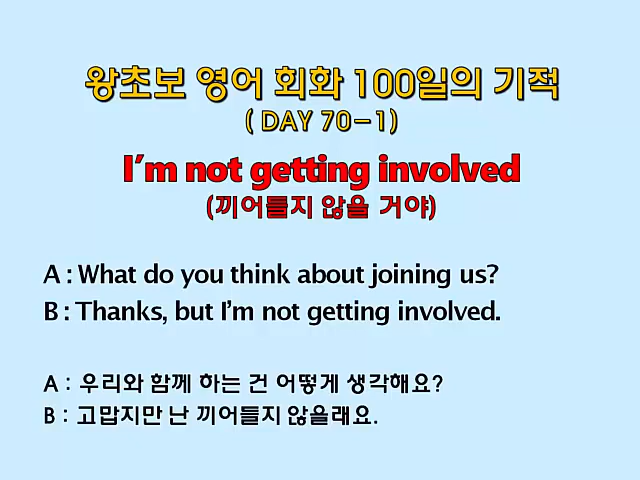 왕초보 영어 회화 100일의 기적
( DAY 70-1)
I'm not getting involved
(끼어들지 않을 거야)
A : What do you think about joining us?
B : Thanks, but I'm not getting involved.
A : 우리와 함께 하는 건 어떻게 생각해요?
B : 고맙지만 난 끼어들지 않을래요.